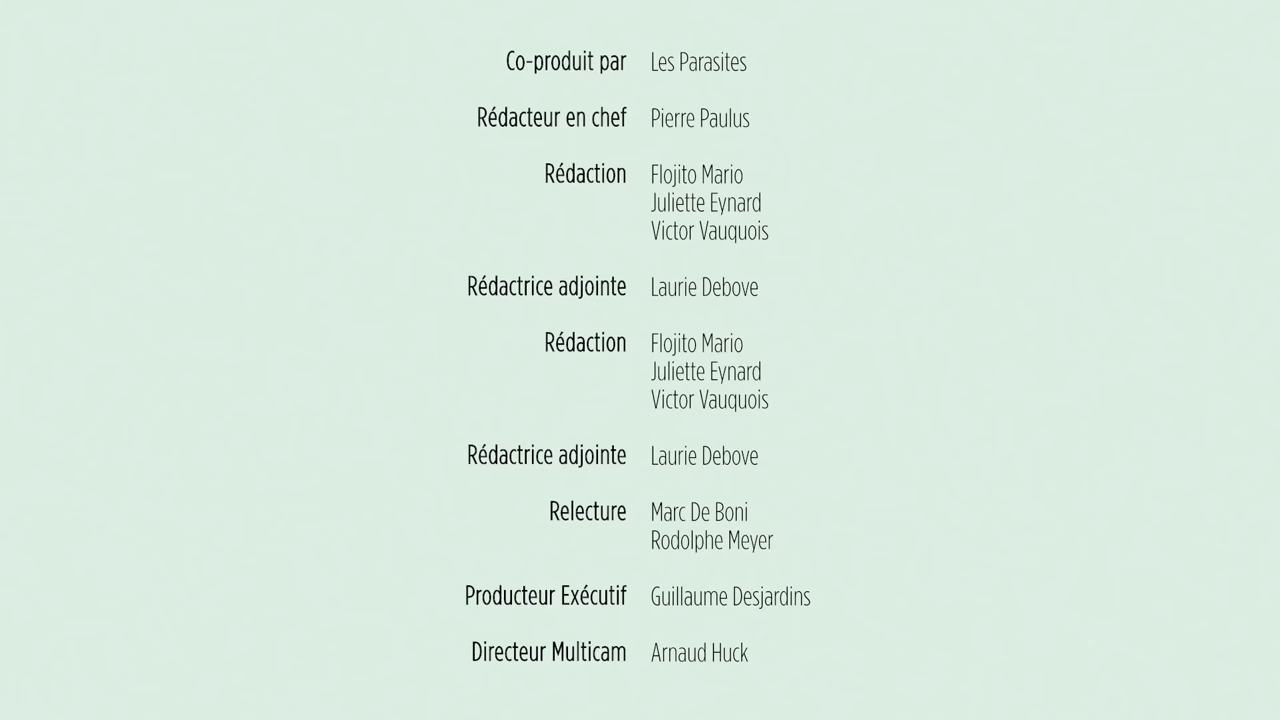 Co-produit par Les Parasites
Rédacteur en chef Pierre Paulus
Rédaction Flojito Mario
Juliette Eynard
Victor Vauquois
Rédactrice adjointe Laurie Debove
Rédaction Flojito Mario
Juliette Eynard
Victor Vauquois
Rédactrice adjointe Laurie Debove
Relecture Marc De Boni
Rodolphe Meyer
Producteur Exécutif Guillaume Desjardins
Directeur Multicam Arnaud Huck